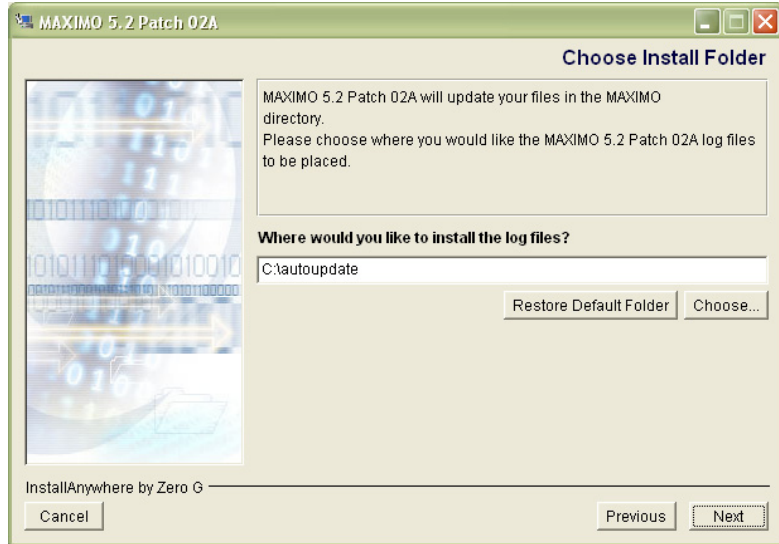 MAXIMO 5.2 Patch 02A
Choose Install Folder
MAXIMO 5.2 Patch 02A will update your files in the MAXIMO
directory.
Please choose where you would like the MAXIMO 5.2 Patch 02A log files
to be placed.
Where would you like to install the log files?
C:\autoupdate
Restore Default Folder
Choose...
InstallAnywhere by Zero G
Cancel
Previous
Next